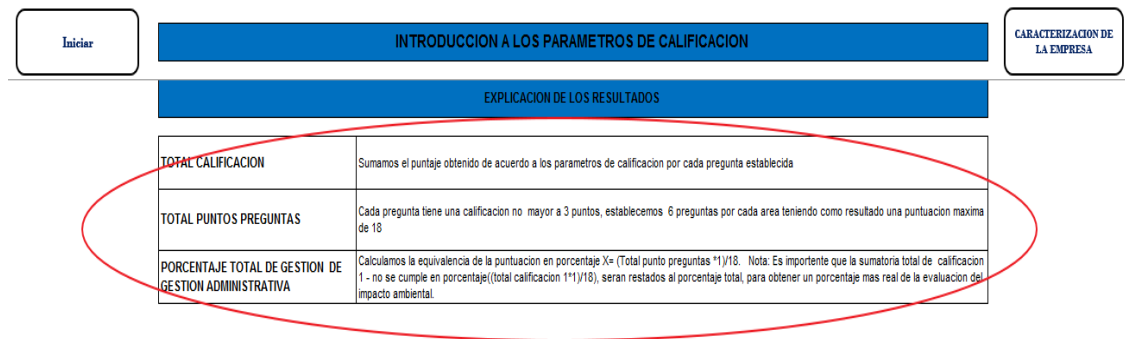 Iniciar
INTRODUCCION A LOS PARAMETROS DE CALIFICACION
CARACTERIZACION DE
LA EMPRESA
EXPLICACION DE LOS RESULTADOS
TOTAL CALIFICACION
Sumamos el puntaje obtenido de acuerdo a los parametros de calificacion por cada pregunta establecida
TOTAL PUNTOS PREGUNTAS
Cada pregunta tiene una calificacion no mayor a 3 puntos, establecemos 6 preguntas por cada area teniendo como resultado una puntuacion maxima
de 18
PORCENTAJE TOTAL DE GESTION DE
GESTION ADMINISTRATIVA
Calculamos la equivalencia de la puntuacion en porcentaje X= (Total punto preguntas *1)/18. Nota: Es importente que la sumatoria total de calificacion
1 - no se cumple en porcentaje((total calificacion 1*1)/18), seran restados al porcentaje total, para obtener un porcentaje mas real de la evaluacion del
impacto ambiental.